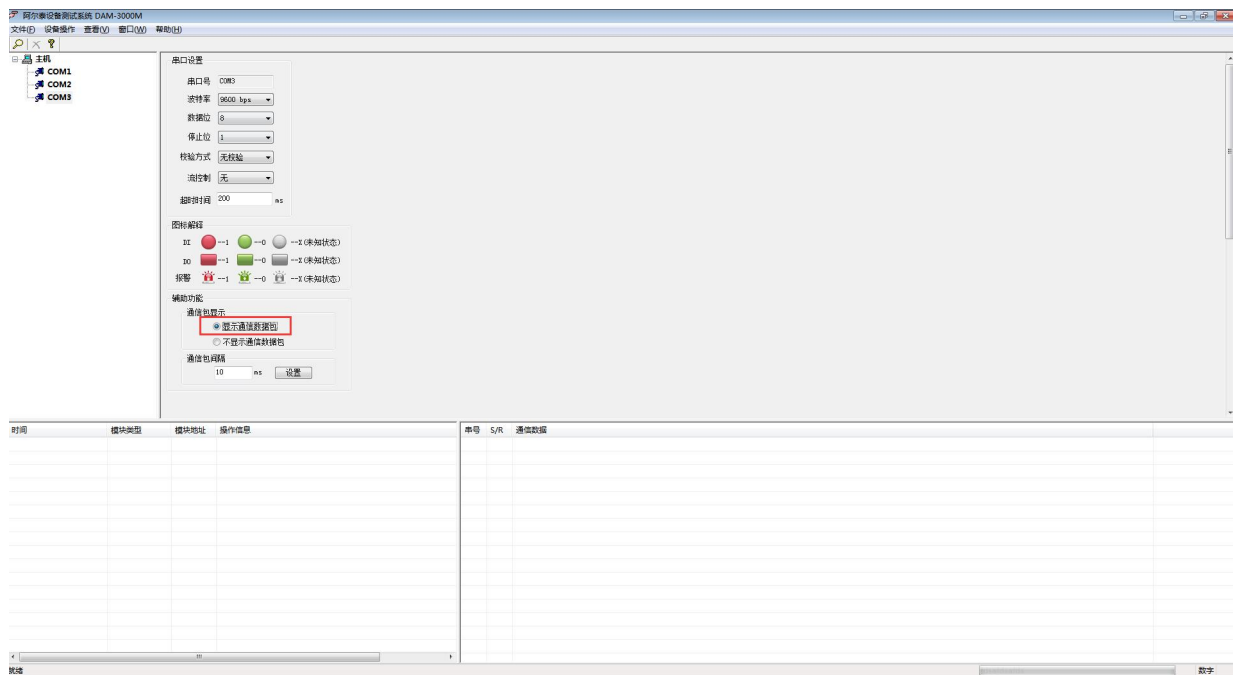 阿尔泰设备测试系统 DAM-3000M
文件(F) 设备操作 查看(V) 窗口(W) 帮助(H)
主机
COM1
COM2
COM3
串口设置
串口号 COM3
波特率 9600 bps
数据位 8
停止位 1
校验方式 无校验
流控制 无
超时时间 200 ms
图标解释
DI --1 --0 --X(未知状态)
DO --1 --0 --X(未知状态)
报警 --1 --0 --X(未知状态)
辅助功能
通信包显示
显示通信数据包
不显示通信数据包
通信包间隔
10 ms 设置
时间 模块类型 模块地址 操作信息
串号 S/R 通信数据
就绪 数字